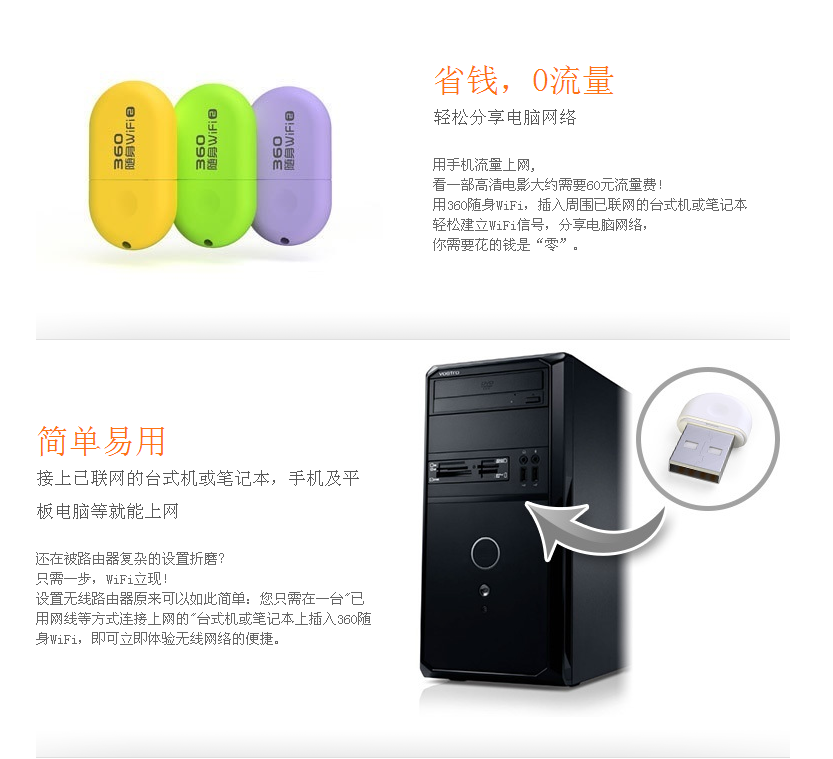 360
随身WiFi2
360
随身WiFi2
360
随身WiFi2
省钱，0流量
轻松分享电脑网络
用手机流量上网,
看一部高清电影大约需要60元流量费!
用360随身WiFi，插入周围已联网的台式机或笔记本
轻松建立WiFi信号，分享电脑网络，
你需要花的钱是“零”。
VOSTRO
简单易用
接上已联网的台式机或笔记本，手机及平
板电脑等就能上网
还在被路由器复杂的设置折磨?
只需一步，WiFi立现!
设置无线路由器原来可以如此简单：您只需在一台"已
用网线等方式连接上网的"台式机或笔记本上插入360随
身WiFi，即可立即体验无线网络的便捷。